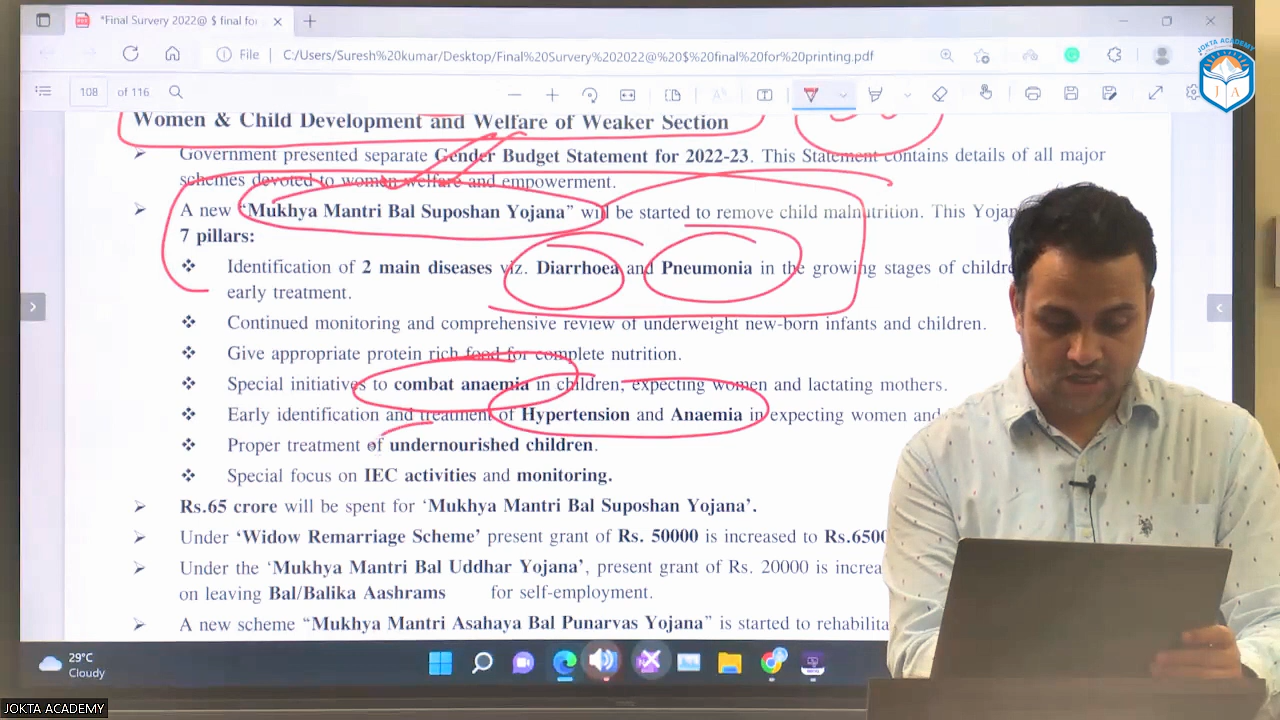 *Final Survery 2022@ $ final for
File
C:/Users/Suresh%20kumar/Desktop/Final%20Survery%202022@%20$%20final%20for%20printing.pdf
JOKTA ACADEMY
J A
108 of 116
Women & Child Development and Welfare of Weaker Section
➢ Government presented separate Gender Budget Statement for 2022-23. This Statement contains details of all major
schemes devoted to women welfare and empowerment.
➢ A new "Mukhya Mantri Bal Suposhan Yojana" will be started to remove child malnutrition. This
7 pillars:
❖ Identification of 2 main diseases viz. Diarrhoea and Pneumonia in the growing stages of
early treatment.
❖ Continued monitoring and comprehensive review of underweight new-born infants and children.
❖ Give appropriate protein rich food for complete nutrition.
❖ Special initiatives to combat anaemia in children, expecting women and lactating mothers.
❖ Early identification and treatment of Hypertension and Anaemia in expecting women and
❖ Proper treatment of undernourished children.
❖ Special focus on IEC activities and monitoring.
➢ Rs.65 crore will be spent for 'Mukhya Mantri Bal Suposhan Yojana'.
➢ Under 'Widow Remarriage Scheme' present grant of Rs. 50000 is increased to
➢ Under the 'Mukhya Mantri Bal Uddhar Yojana', present grant of Rs. 20000 is
on leaving Bal/Balika Aashrams for self-employment.
➢ A new scheme "Mukhya Mantri Asahaya Bal Punarvas Yojana" is started to
29°C
Cloudy
JOKTA ACADEMY